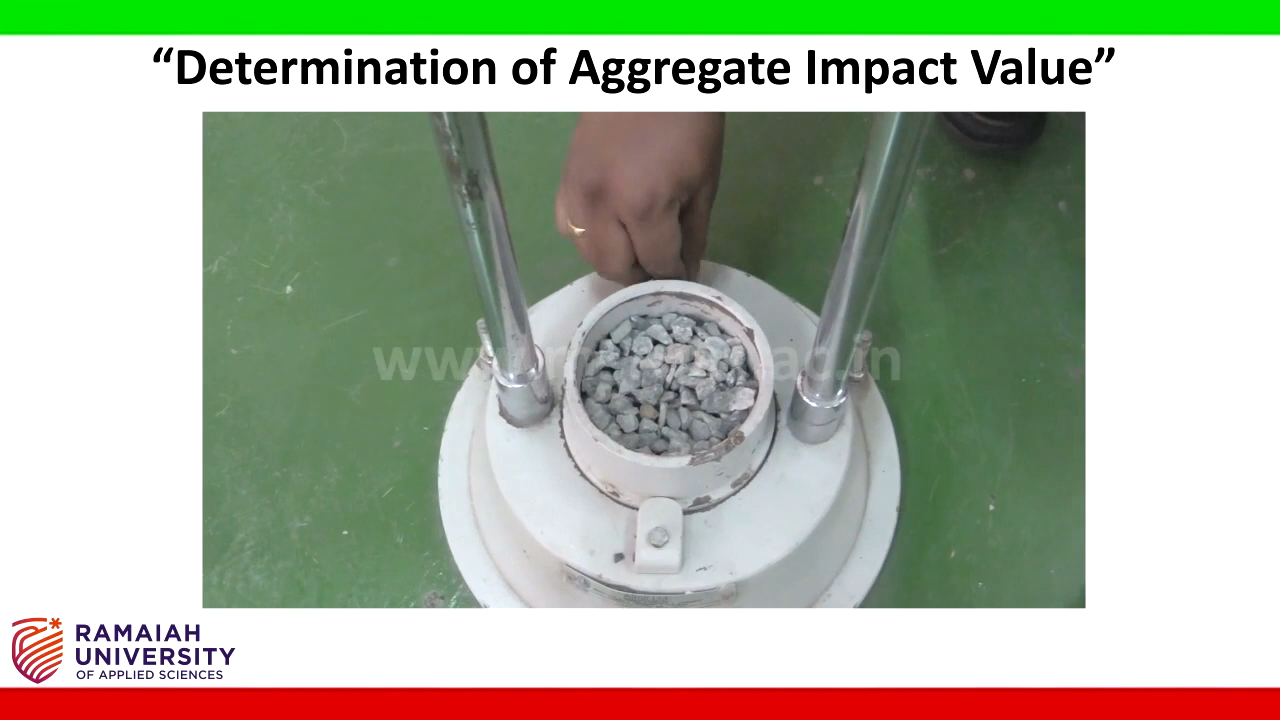 “Determination of Aggregate Impact Value”
RAMAIAH
UNIVERSITY
OF APPLIED SCIENCES